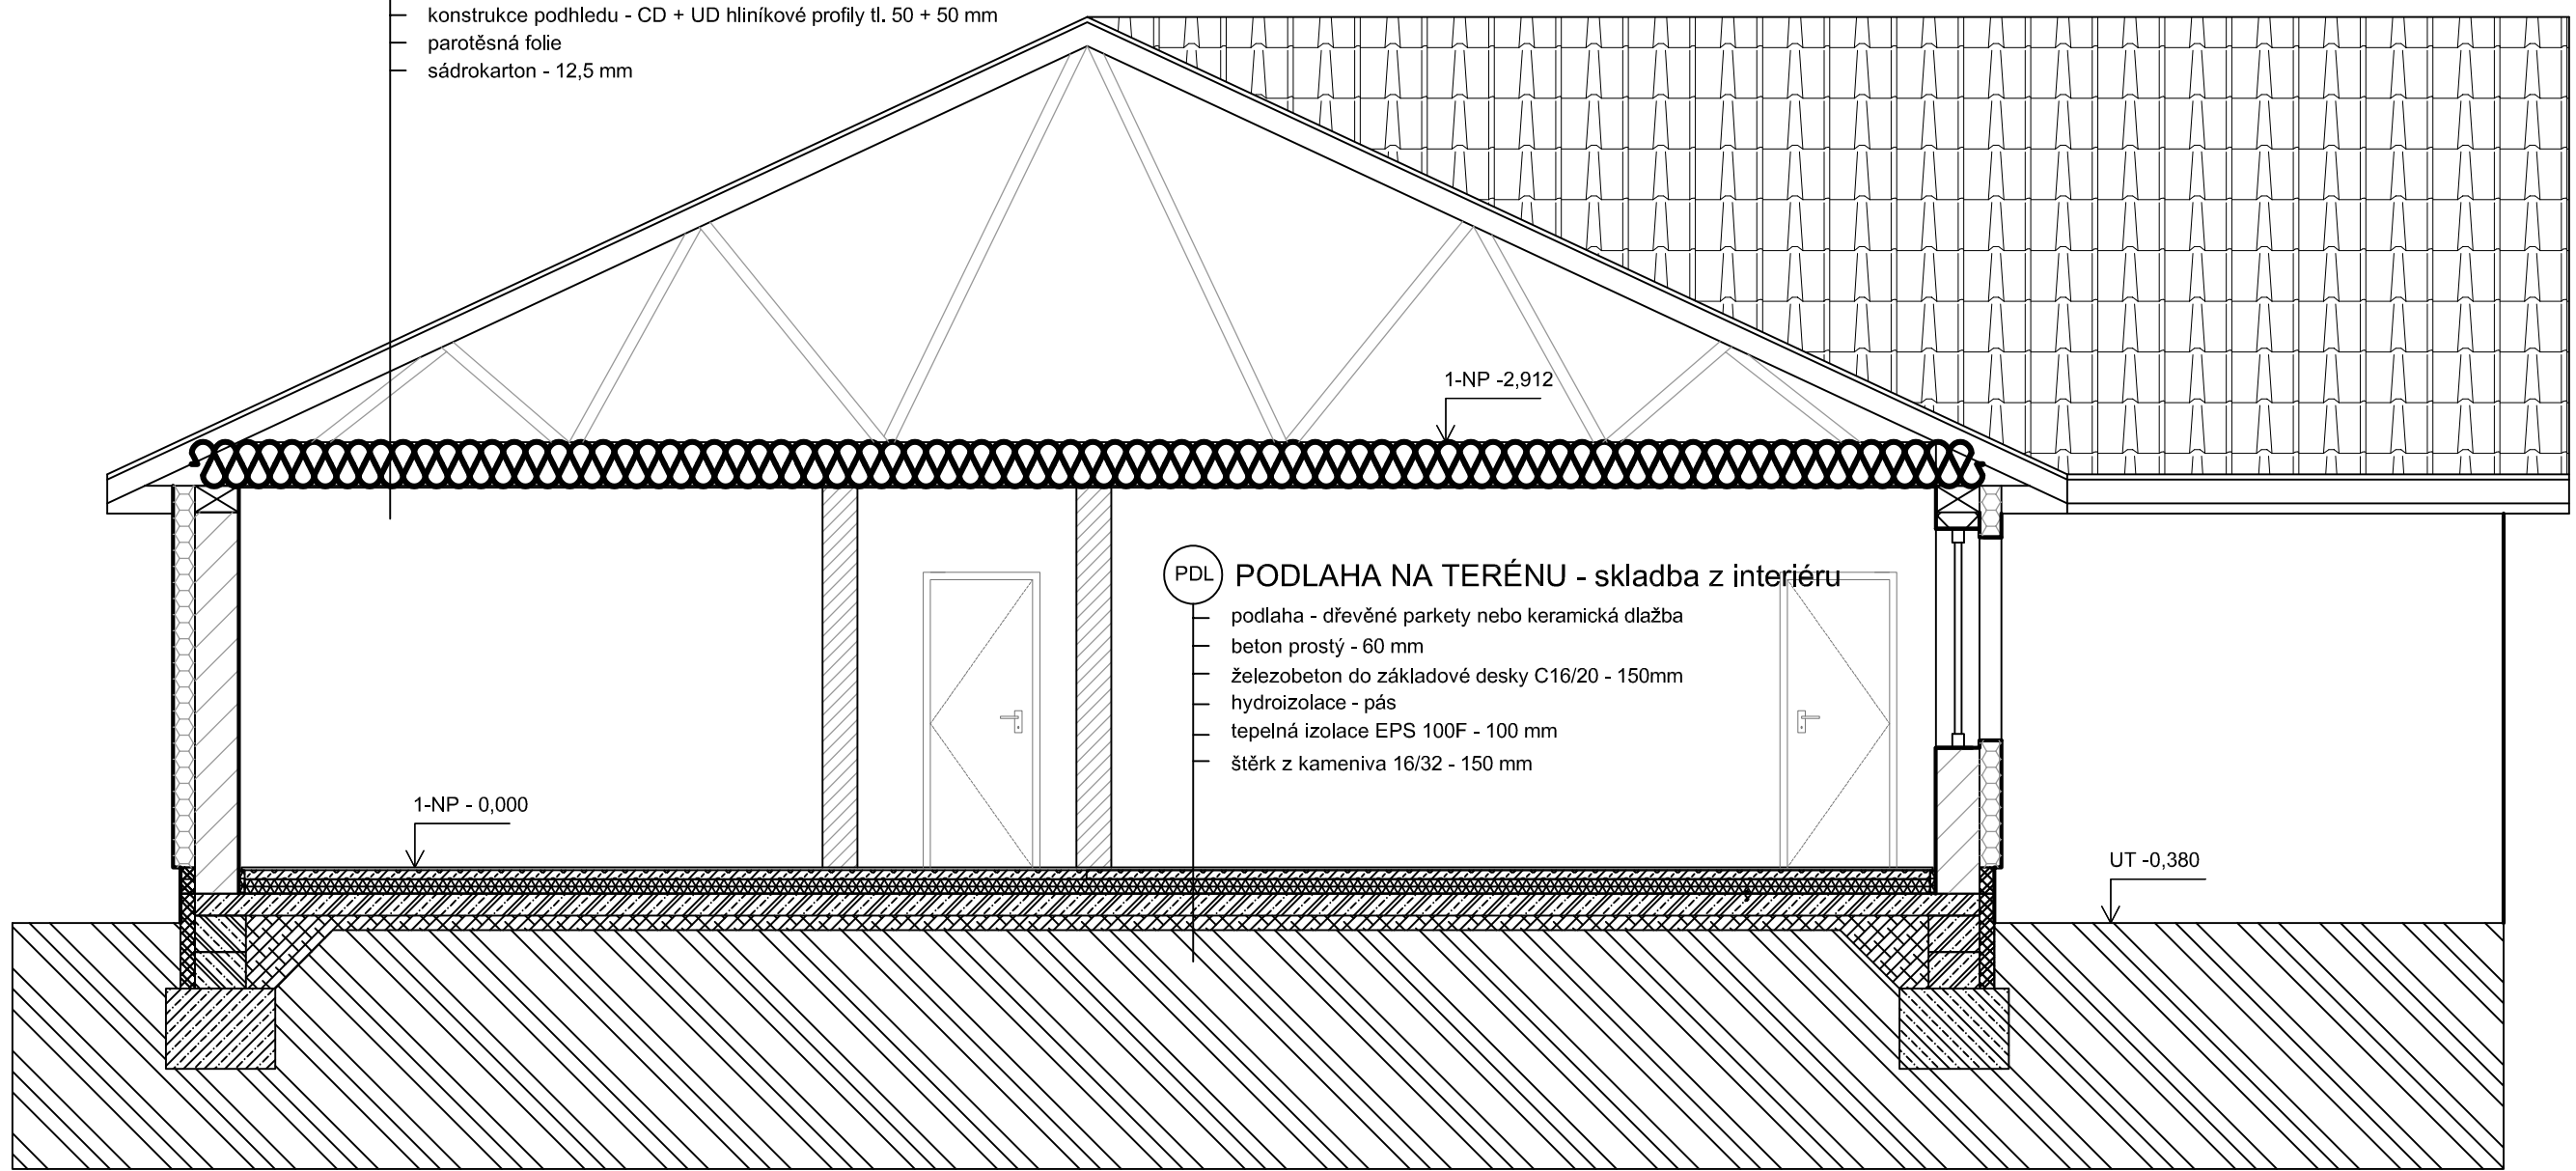 konstrukce podhledu - CD + UD hliníkové profily tl. 50 + 50 mm
parotěsná folie
sádrokarton - 12,5 mm
1-NP -2,912
PDL PODLAHA NA TERÉNU - skladba z interiéru
podlaha - dřevěné parkety nebo keramická dlažba
beton prostý - 60 mm
železobeton do základové desky C16/20 - 150mm
hydroizolace - pás
tepelná izolace EPS 100F - 100 mm
štěrk z kameniva 16/32 - 150 mm
1-NP - 0,000
UT -0,380